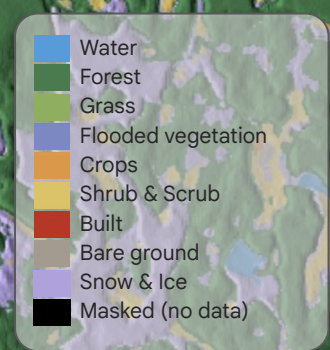 Water
Forest
Grass
Flooded vegetation
Crops
Shrub & Scrub
Built
Bare ground
Snow & Ice
Masked (no data)